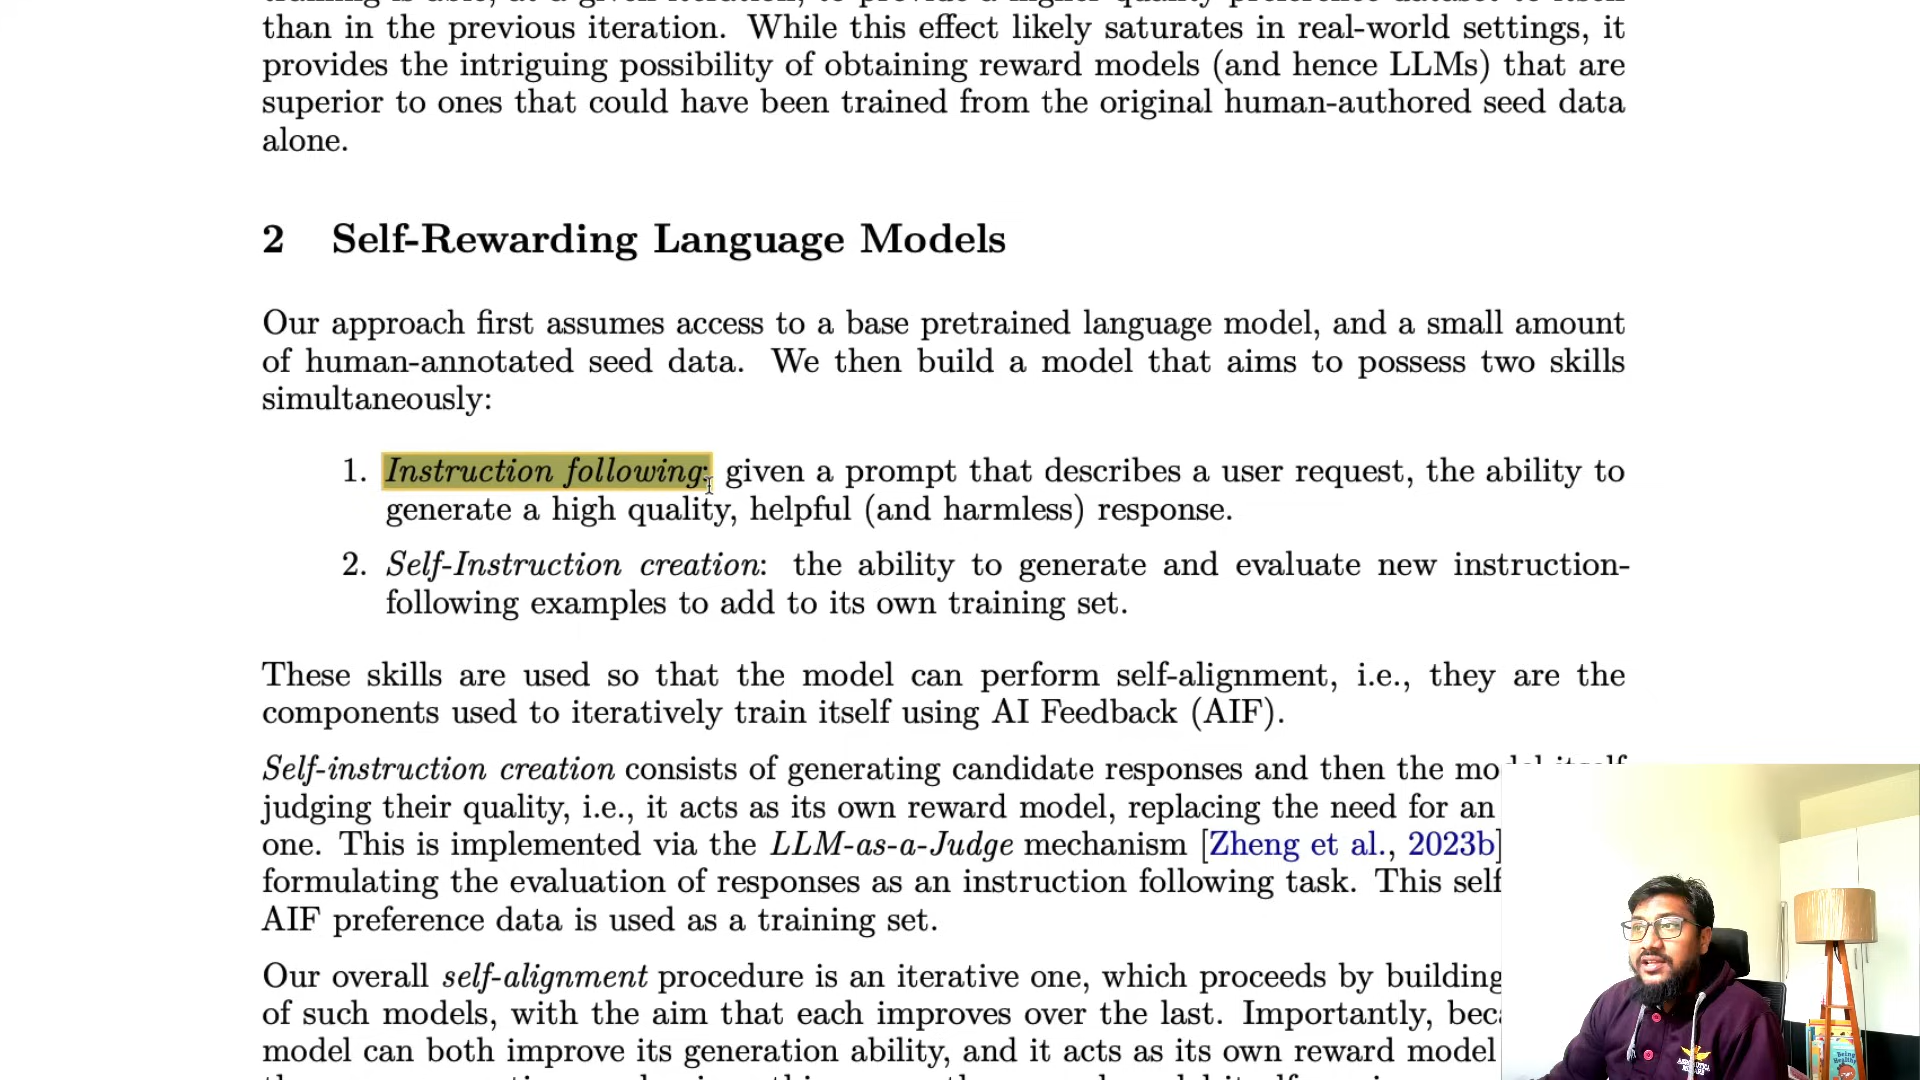 than in the previous iteration. While this effect likely saturates in real-world settings, it
provides the intriguing possibility of obtaining reward models (and hence LLMs) that are
superior to ones that could have been trained from the original human-authored seed data
alone.
2 Self-Rewarding Language Models
Our approach first assumes access to a base pretrained language model, and a small amount
of human-annotated seed data. We then build a model that aims to possess two skills
simultaneously:
1. Instruction following: given a prompt that describes a user request, the ability to
generate a high quality, helpful (and harmless) response.
2. Self-Instruction creation: the ability to generate and evaluate new instruction-
following examples to add to its own training set.
These skills are used so that the model can perform self-alignment, i.e., they are the
components used to iteratively train itself using AI Feedback (AIF).
Self-instruction creation consists of generating candidate responses and then the model itself
judging their quality, i.e., it acts as its own reward model, replacing the need for an
one. This is implemented via the LLM-as-a-Judge mechanism [Zheng et al., 2023b]
formulating the evaluation of responses as an instruction following task. This self
AIF preference data is used as a training set.
Our overall self-alignment procedure is an iterative one, which proceeds by building
of such models, with the aim that each improves over the last. Importantly, bec
model can both improve its generation ability, and it acts as its own reward model